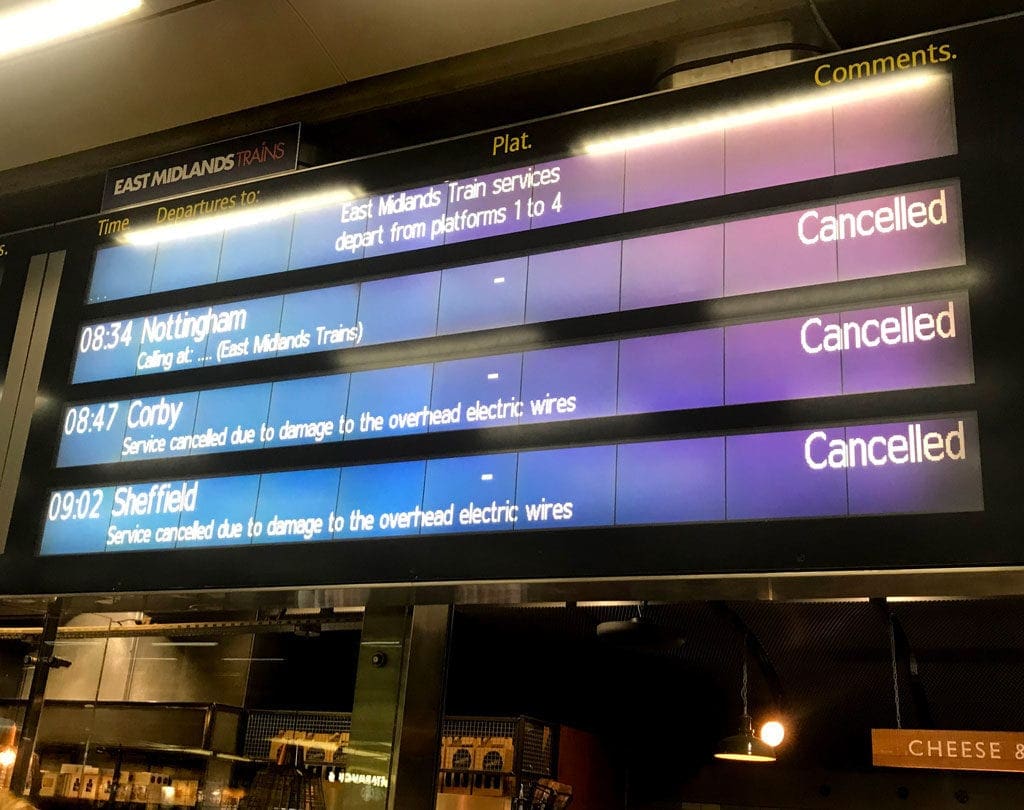 EAST MIDLANDS TRAINS
Time Departures to: Plat. Comments.
East Midlands Train services
depart from platforms 1 to 4
08:34 Nottingham - Cancelled
Calling at: .... (East Midlands Trains)
08:47 Corby - Cancelled
Service cancelled due to damage to the overhead electric wires
09:02 Sheffield - Cancelled
Service cancelled due to damage to the overhead electric wires
CHEESE &